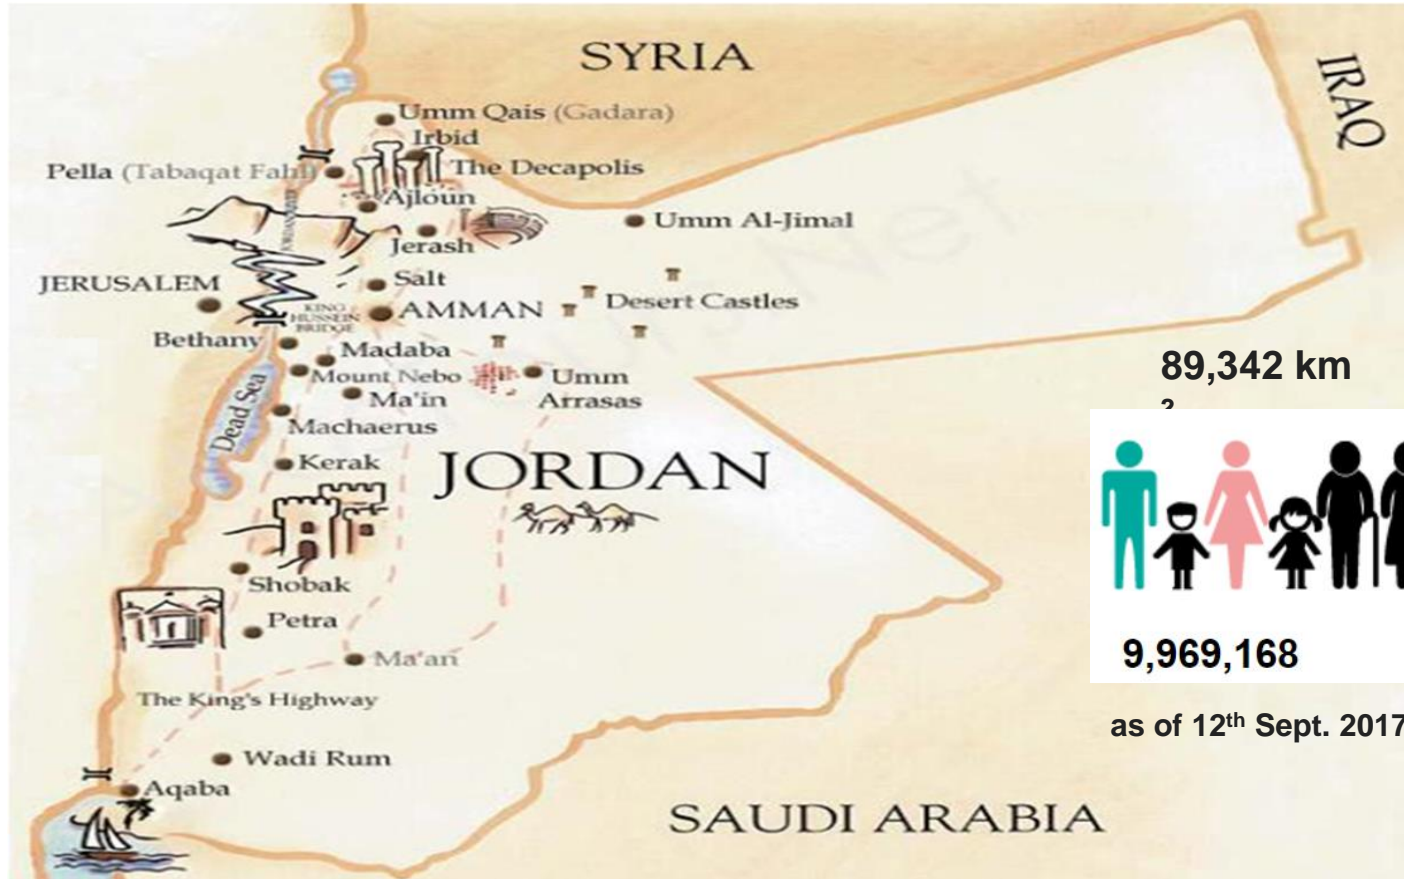 SYRIA
IRAQ
Umm Qais (Gadara)
Irbid
The Decapolis
Pella (Tabaqat Fahl)
Ajloun
Umm Al-Jimal
Jerash
Salt
JERUSALEM
AMMAN
KING
HUSSEIN
BRIDGE
Desert Castles
Bethany
Madaba
Mount Nebo
Umm
Arrasas
Ma'in
Dead Sea
Machaerus
Kerak
JORDAN
89,342 km
2
9,969,168
as of 12th Sept. 2017
Shobak
Petra
Ma'an
The King's Highway
Wadi Rum
Aqaba
SAUDI ARABIA